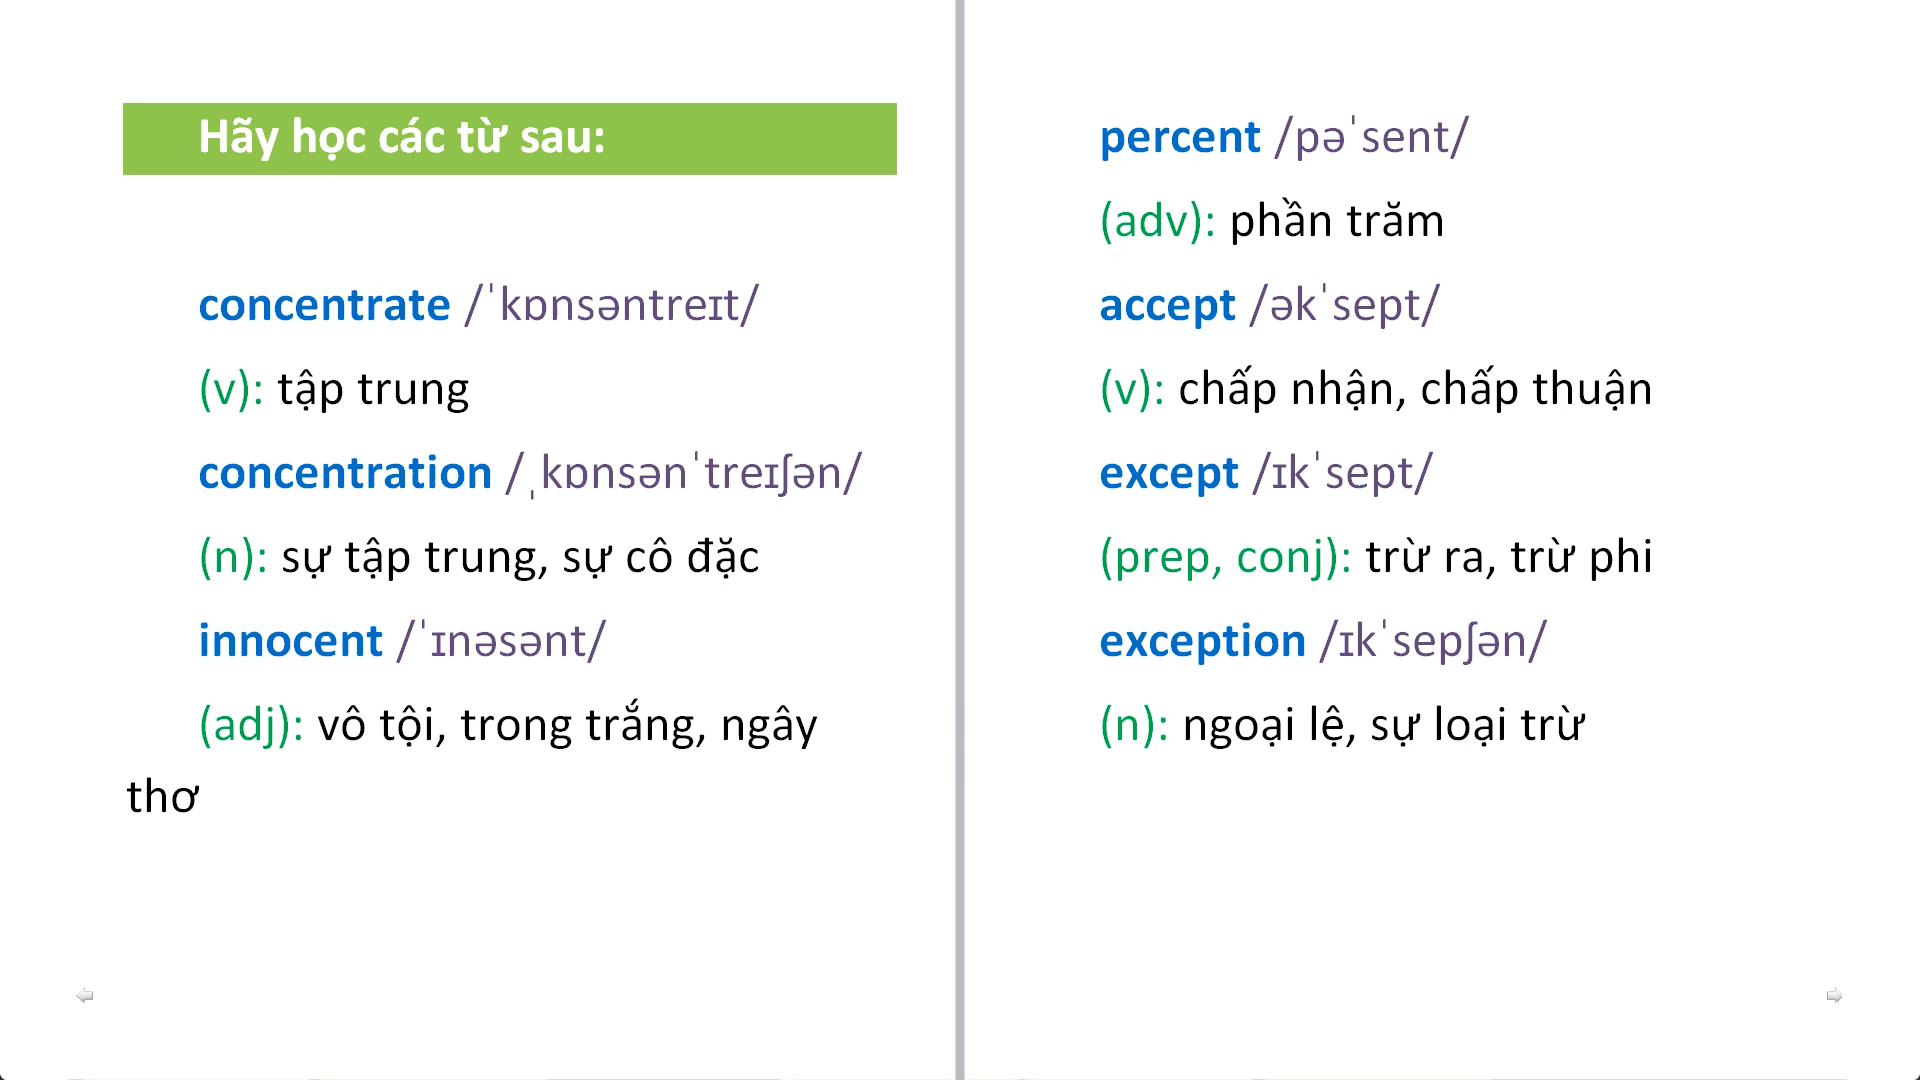 Hãy học các từ sau:
concentrate /ˈkɒnsəntreɪt/
(v): tập trung
concentration /ˌkɒnsənˈtreɪʃən/
(n): sự tập trung, sự cô đặc
innocent /ˈɪnəsənt/
(adj): vô tội, trong trắng, ngây
thơ
percent /pəˈsent/
(adv): phần trăm
accept /əkˈsept/
(v): chấp nhận, chấp thuận
except /ɪkˈsept/
(prep, conj): trừ ra, trừ phi
exception /ɪkˈsepʃən/
(n): ngoại lệ, sự loại trừ